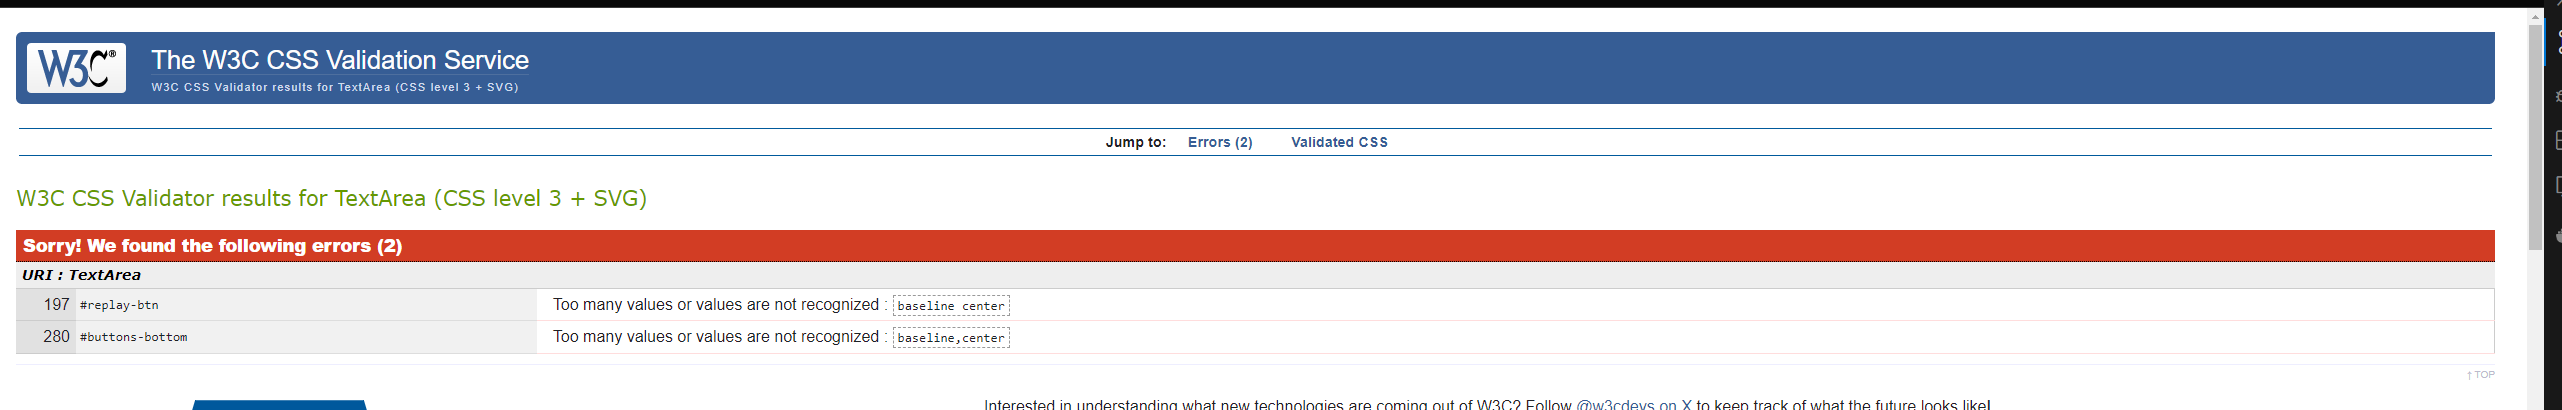 W3C®
The W3C CSS Validation Service
W3C CSS Validator results for TextArea (CSS level 3 + SVG)
Jump to: Errors (2) Validated CSS
W3C CSS Validator results for TextArea (CSS level 3 + SVG)
Sorry! We found the following errors (2)
URI : TextArea
197 #replay-btn Too many values or values are not recognized : baseline center
280 #buttons-bottom Too many values or values are not recognized : baseline,center
↑ TOP
Interested in understanding what new technologies are coming out of W3C? Follow @w3cdevs on X to keep track of what the future looks like!